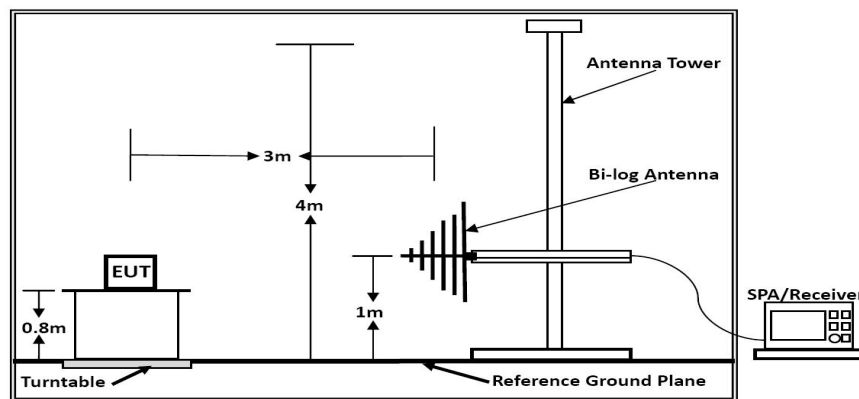 Antenna Tower
3m
Bi-log Antenna
4m
EUT
SPA/Receiver
0.8m
1m
Turntable
Reference Ground Plane